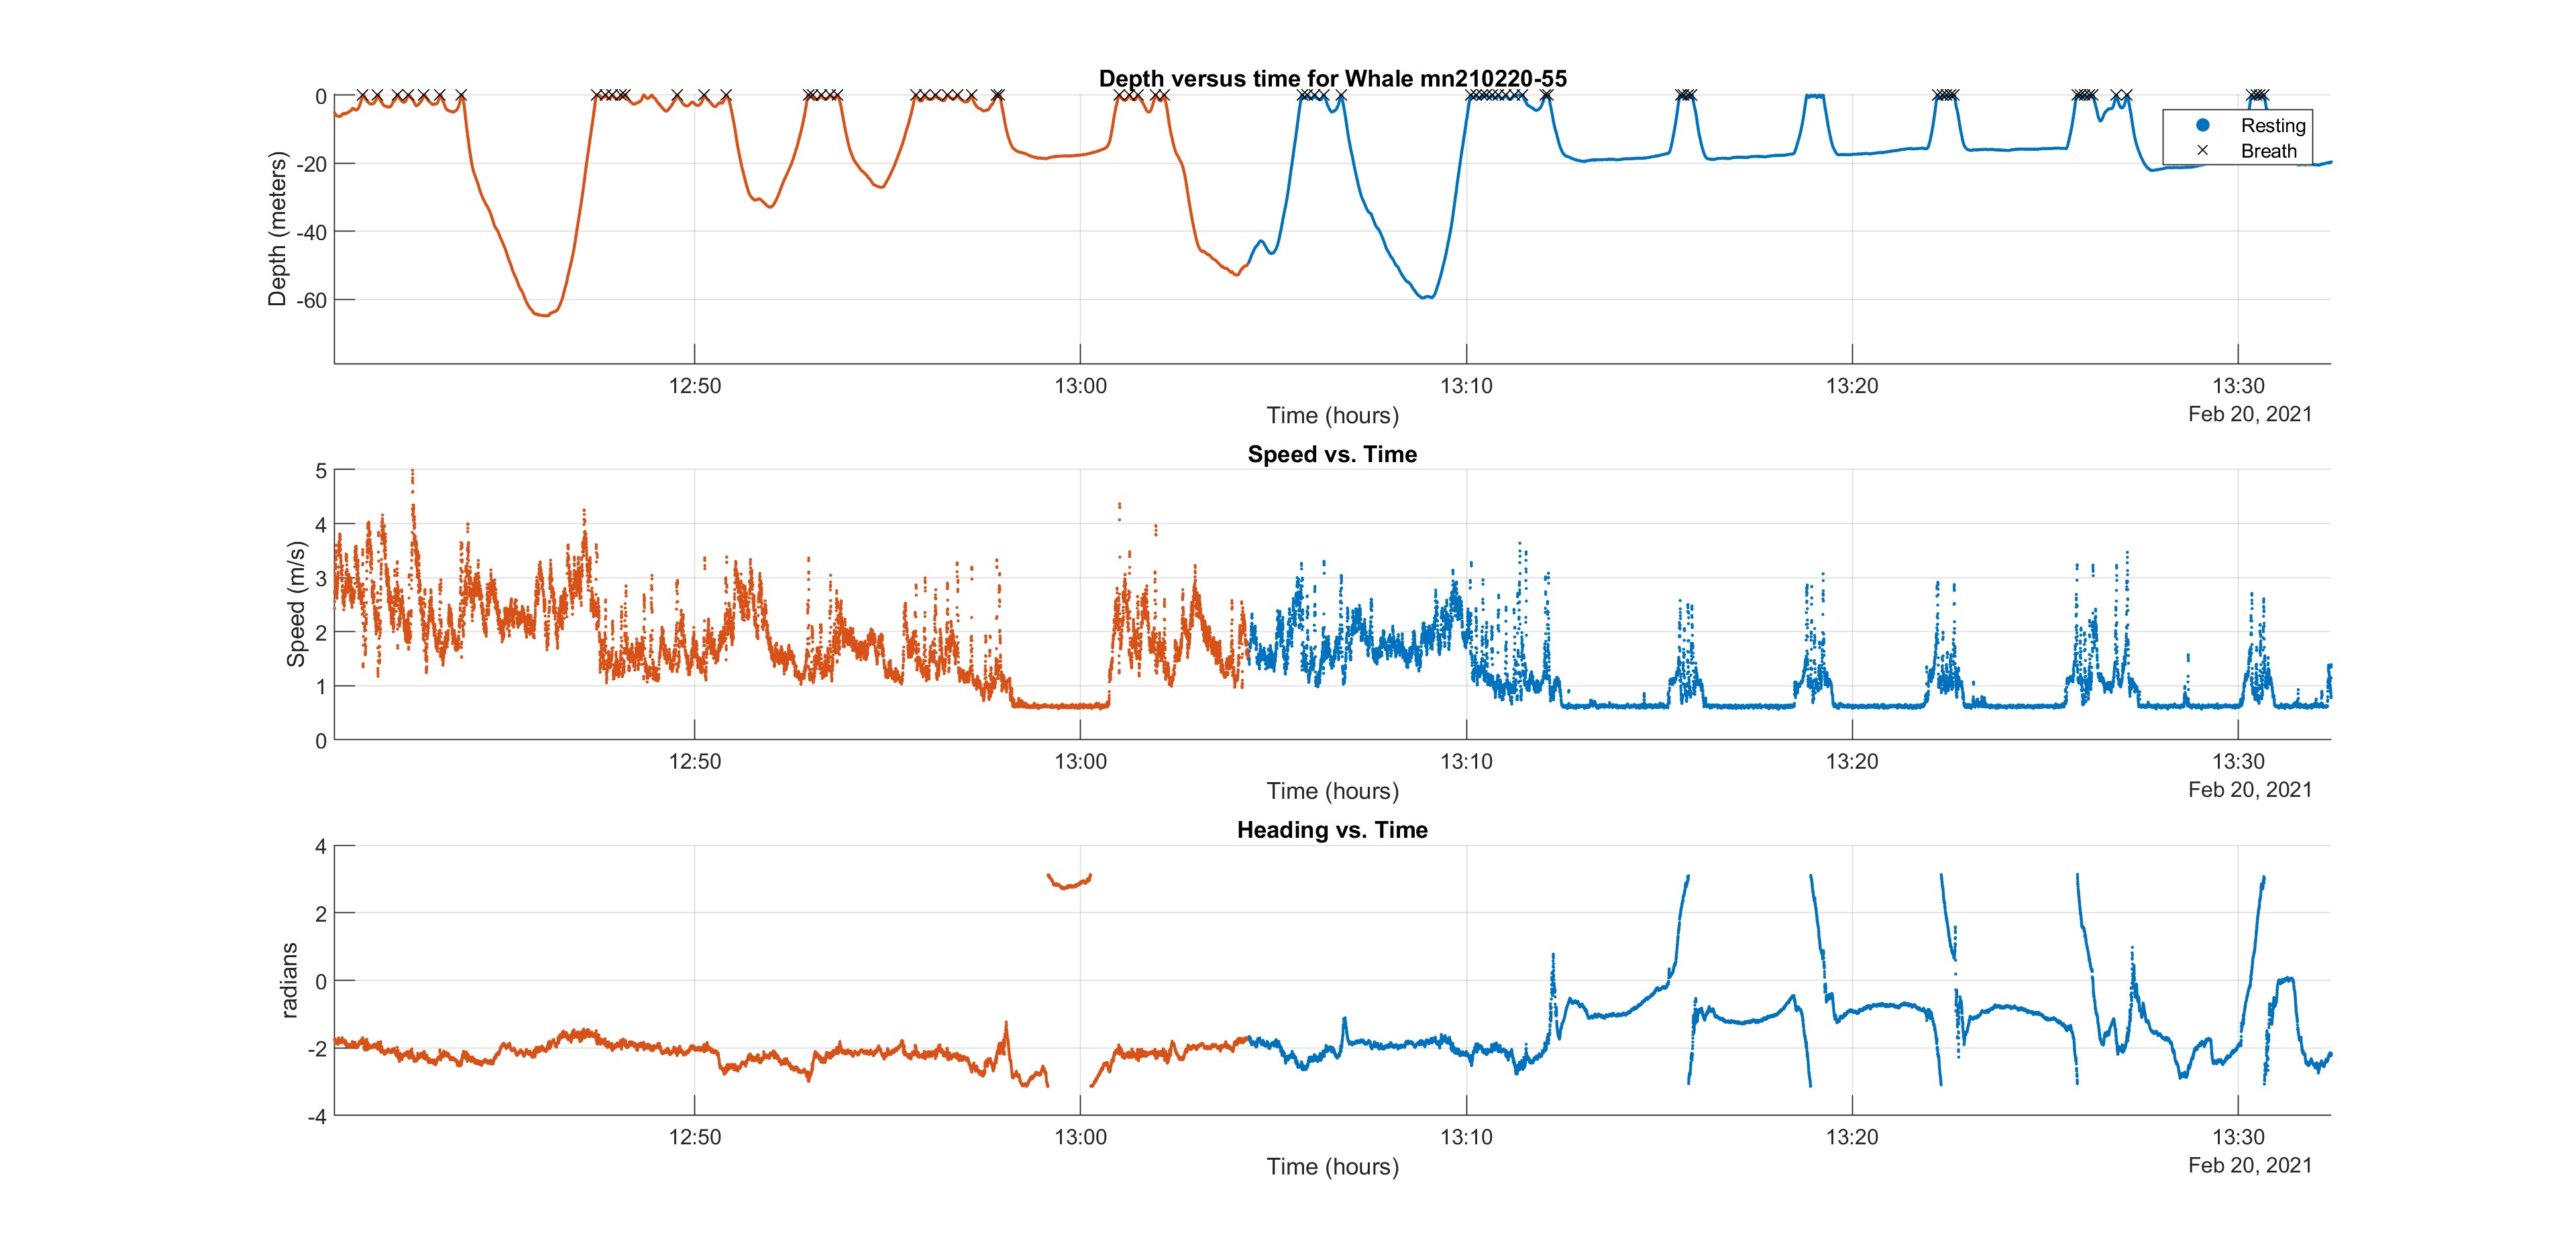 Depth versus time for Whale mn210220-55
0
-20
-40
-60
Depth (meters)
Resting
Breath
12:50
13:00
13:10
13:20
13:30
Time (hours)
Feb 20, 2021
Speed vs. Time
5
4
3
2
1
0
Speed (m/s)
12:50
13:00
13:10
13:20
13:30
Time (hours)
Feb 20, 2021
Heading vs. Time
4
2
0
-2
-4
radians
12:50
13:00
13:10
13:20
13:30
Time (hours)
Feb 20, 2021